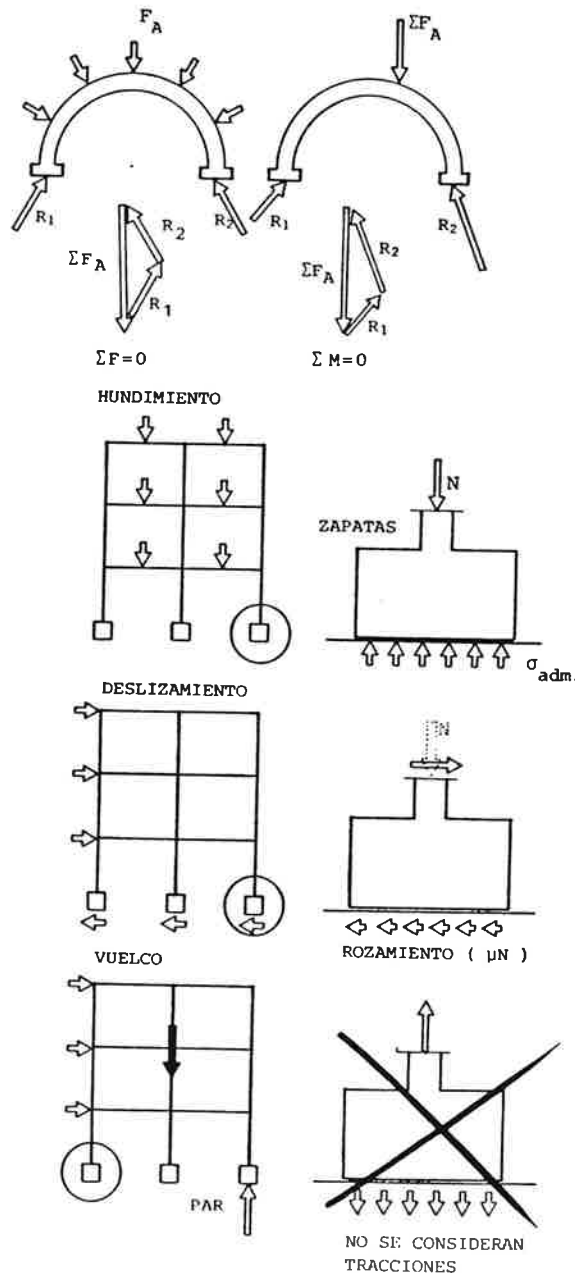 F_A
ΣF_A
R₁
R₂
R₁
R₂
ΣF_A
R₂
R₁
ΣF_A
R₂
R₁
ΣF=0
ΣM=0
HUNDIMIENTO
N
ZAPATAS
σadm.
DESLIZAMIENTO
N
ROZAMIENTO ( μN )
VUELCO
PAR
NO SE CONSIDERAN
TRACCIONES